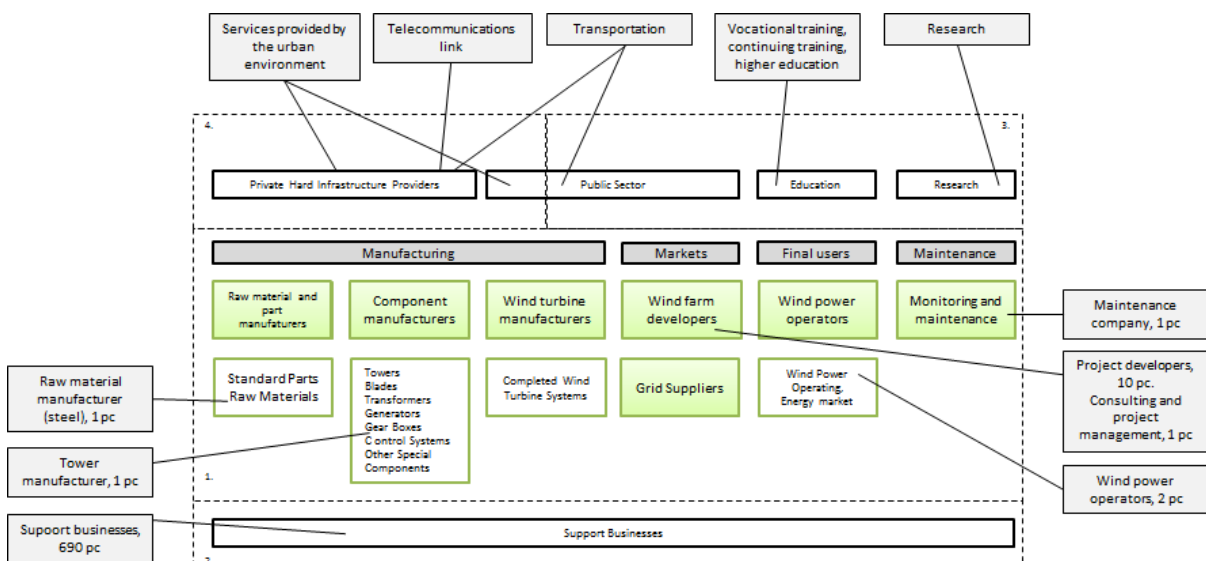 Services provided by
the urban
environment
Telecommunications
link
Transportation
Vocational training,
continuing training,
higher education
Research
4.
3.
Private Hard Infrastructure Providers
Public Sector
Education
Research
Manufacturing
Markets
Final users
Maintenance
Raw material and
part
manufaturers
Component
manufacturers
Wind turbine
manufacturers
Wind farm
developers
Wind power
operators
Monitoring and
maintenance
Maintenance
company, 1 pc
Standard Parts
Raw Materials
Towers
Blades
Transformers
Generators
Gear Boxes
Control Systems
Other Special
Components
Completed Wind
Turbine Systems
Grid Suppliers
Wind Power
Operating,
Energy market
Raw material
manufacturer
(steel), 1 pc
Project developers,
10 pc.
Consulting and
project
management, 1 pc
Tower
manufacturer, 1 pc
1.
Wind power
operators, 2 pc
Supoort businesses,
690 pc
Support Businesses